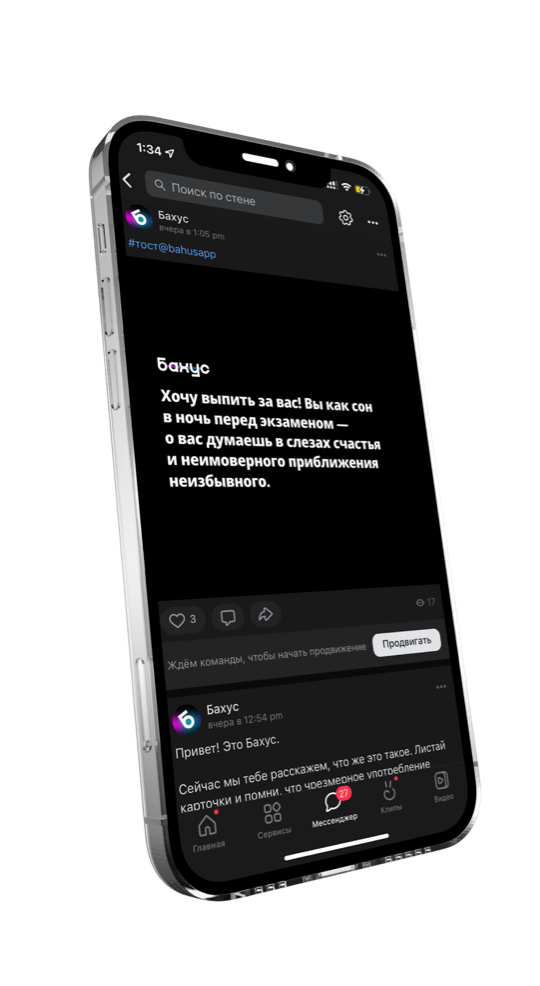 1:34
Поиск по стене
Бахус
вчера в 1:05 pm
#тост@bahusapp
Бахус
Хочу выпить за вас! Вы как сон
в ночь перед экзаменом —
о вас думаешь в слезах счастья
и неимоверного приближения
неизбывного.
3
17
Ждём команды, чтобы начать продвижение
Продвигать
Бахус
вчера в 12:54 pm
Привет! Это Бахус.
Сейчас мы тебе расскажем, что же это такое. Листай
карточки и помни, что чрезмерное употребление
27
Главная
Сервисы
Мессенджер
Клипы
Видео